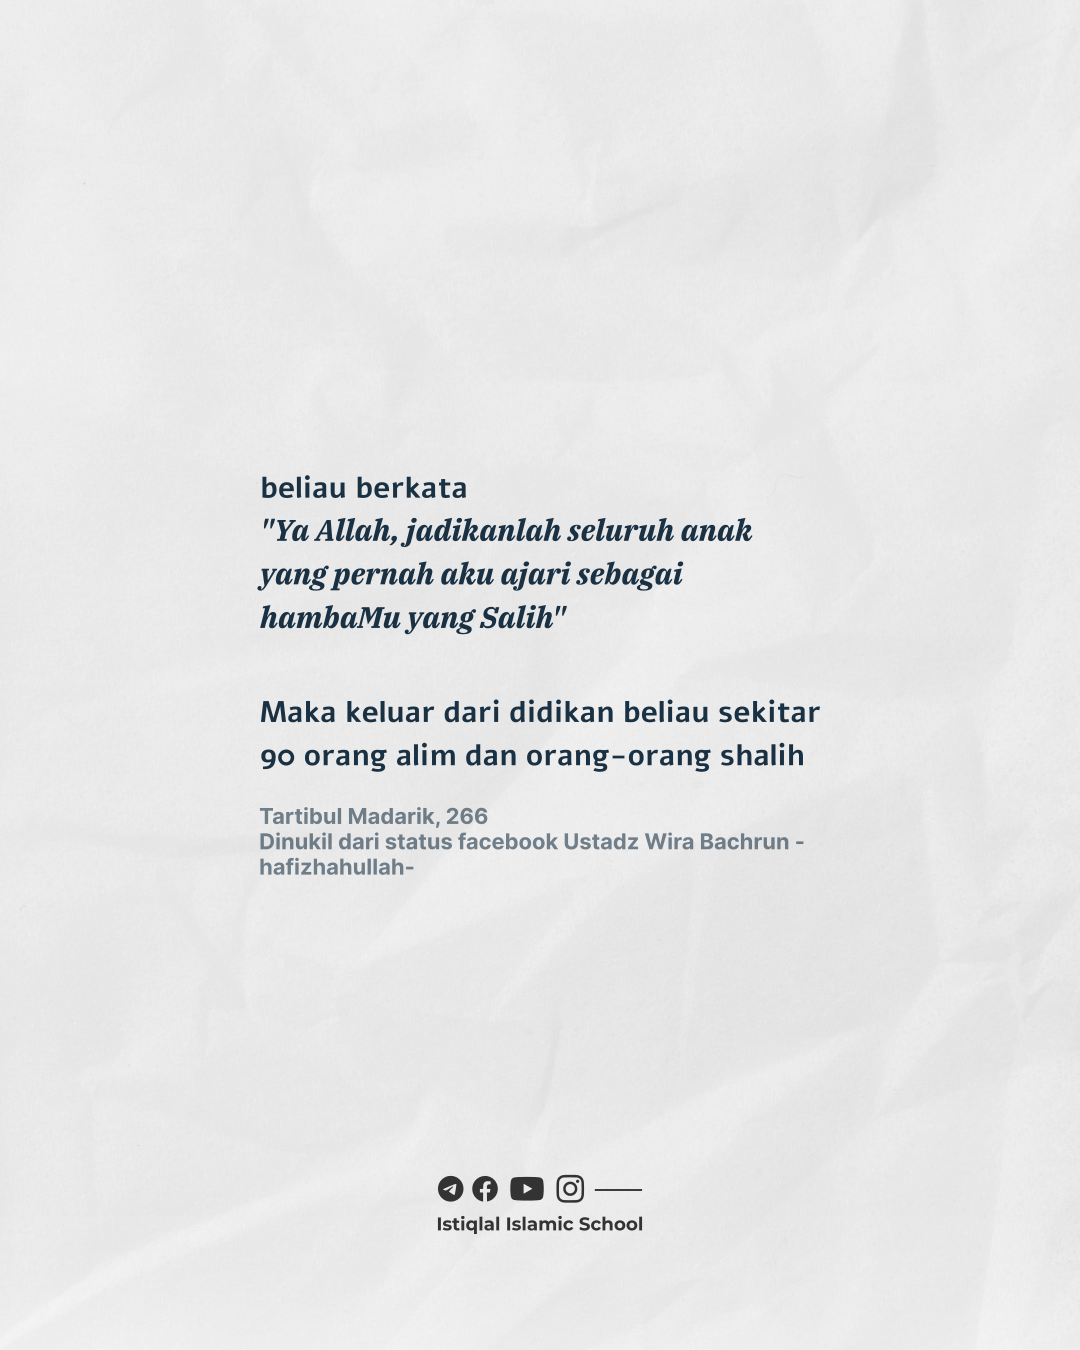 beliau berkata
"Ya Allah, jadikanlah seluruh anak
yang pernah aku ajari sebagai
hambaMu yang Salih"
Maka keluar dari didikan beliau sekitar
90 orang alim dan orang-orang shalih
Tartibul Madarik, 266
Dinukil dari status facebook Ustadz Wira Bachrun -
hafizhahullah-
Istiqlal Islamic School